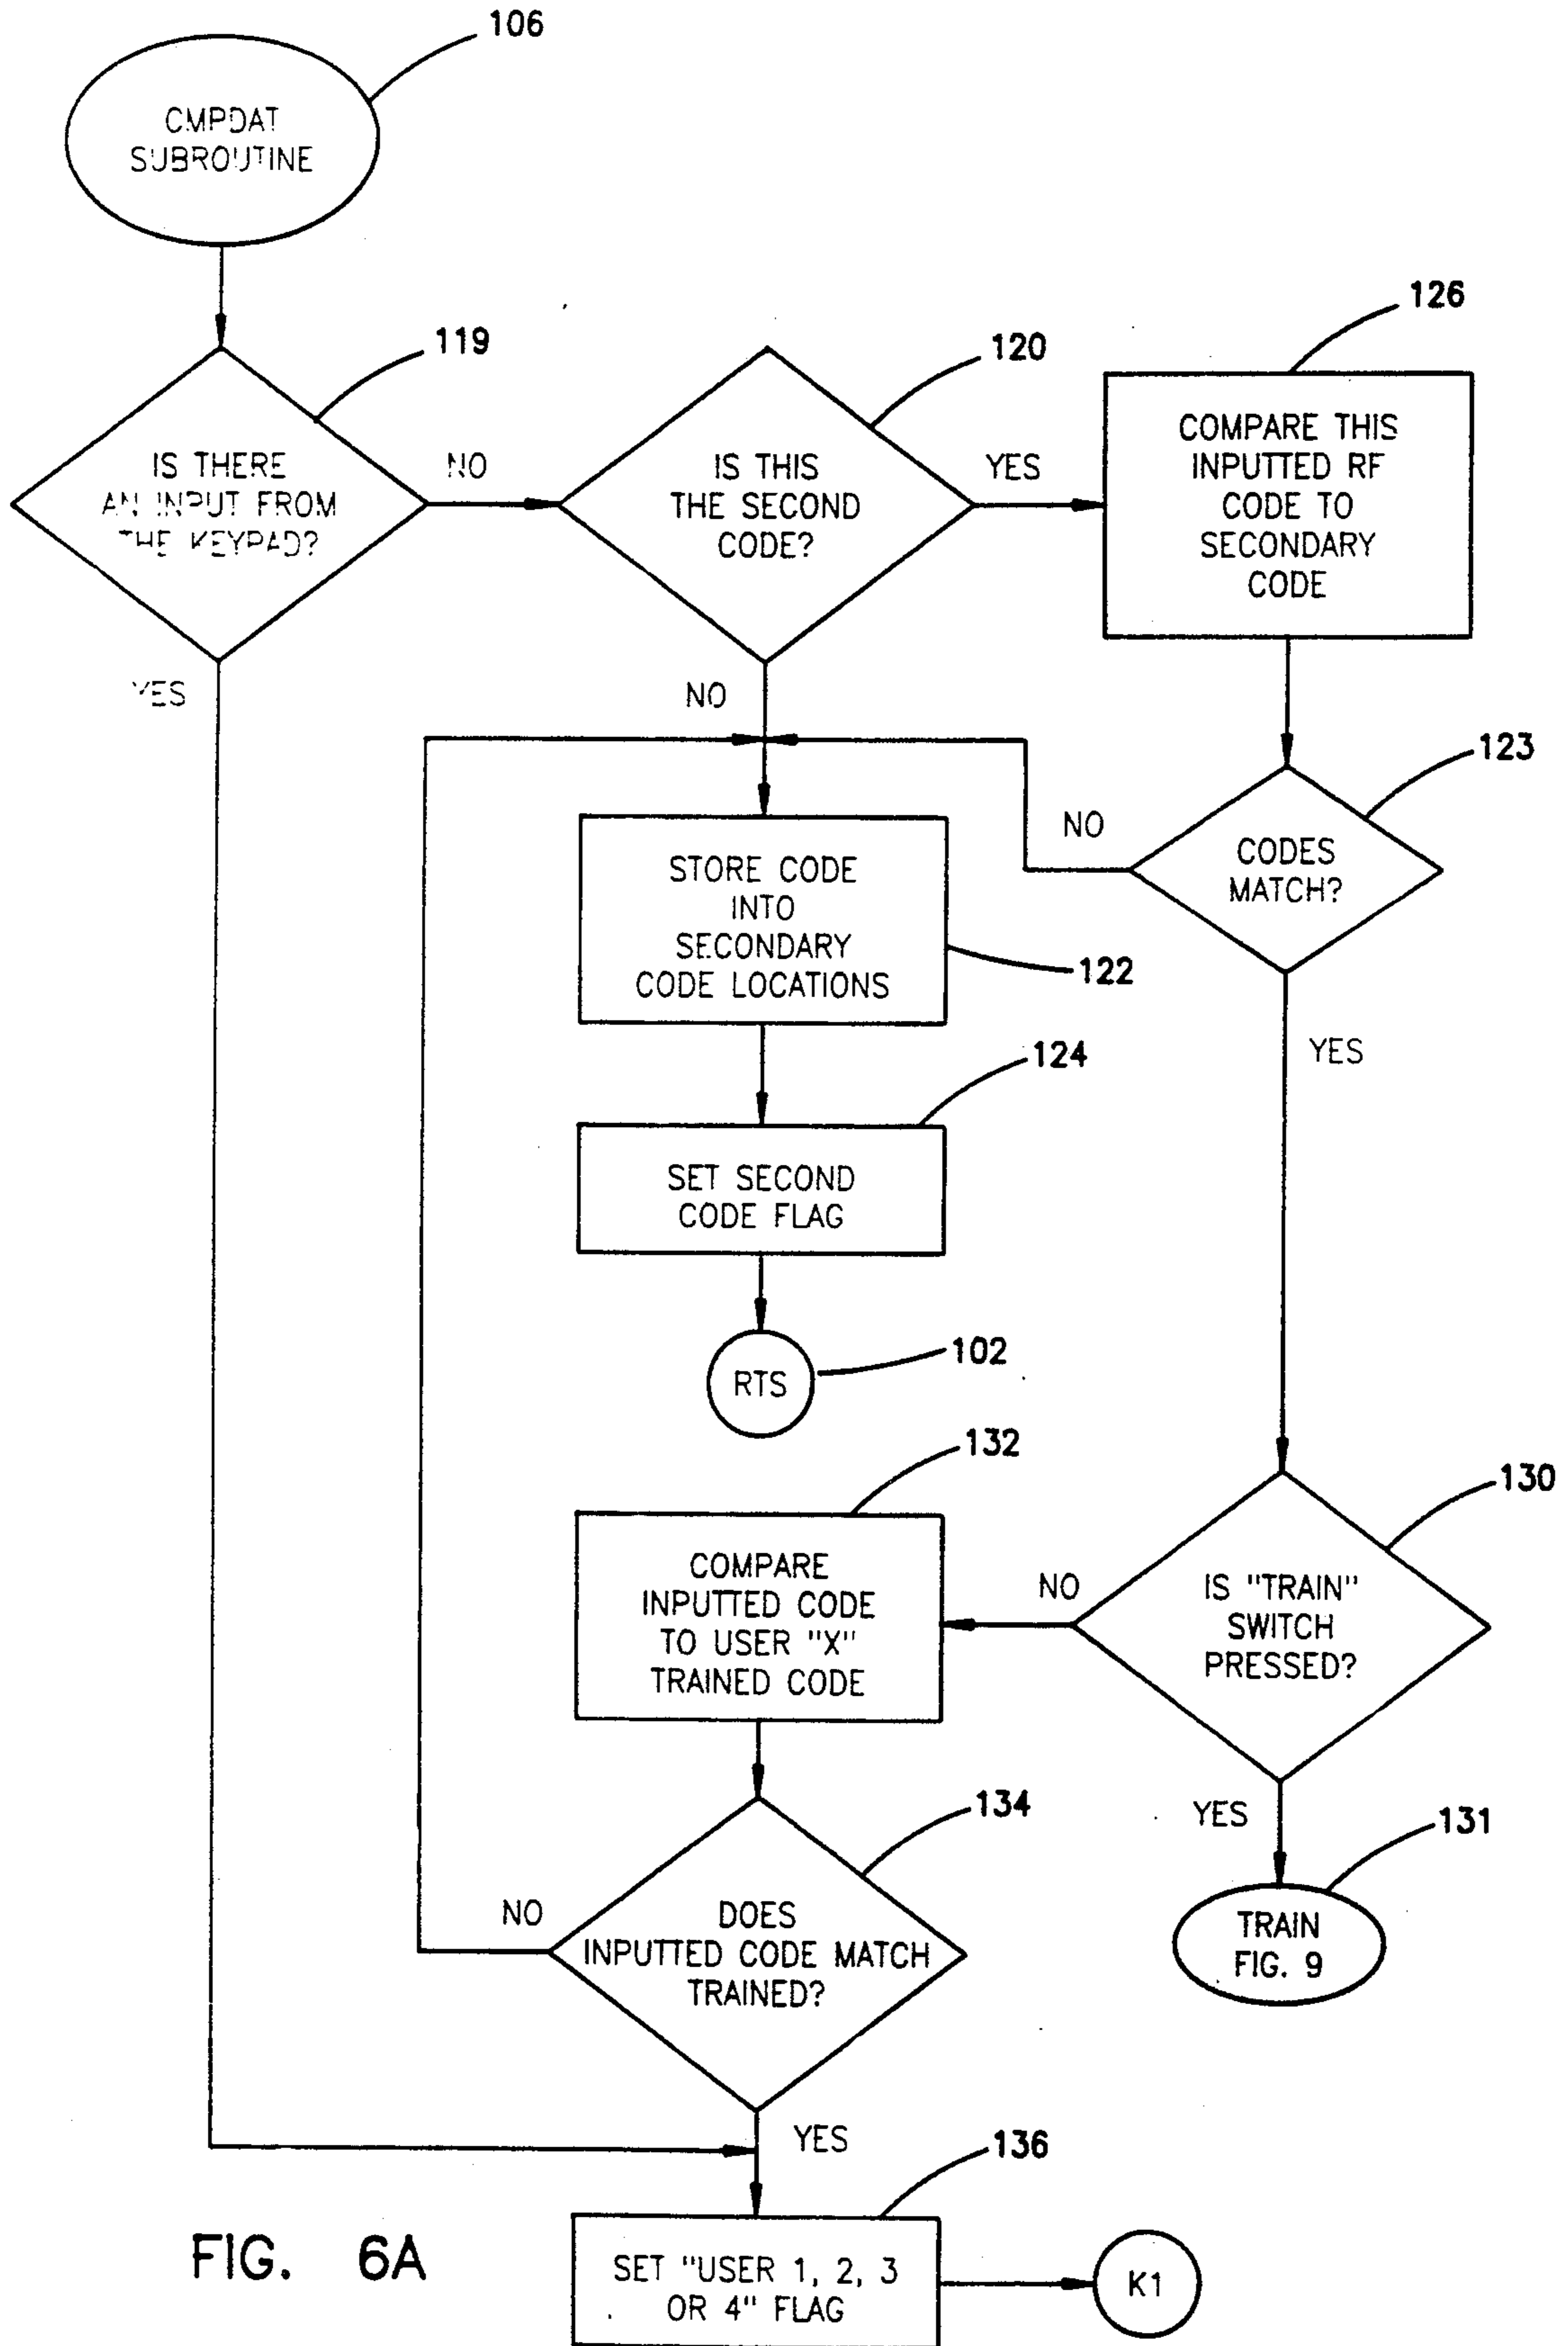 106
CMPDAT
SUBROUTINE
119
IS THERE
AN INPUT FROM
THE KEYPAD?
NO
YES
120
IS THIS
THE SECOND
CODE?
YES
NO
126
COMPARE THIS
INPUTTED RF
CODE TO
SECONDARY
CODE
123
CODES
MATCH?
NO
YES
STORE CODE
INTO
SECONDARY
CODE LOCATIONS
122
124
SET SECOND
CODE FLAG
RTS
102
130
IS "TRAIN"
SWITCH
PRESSED?
NO
YES
131
TRAIN
FIG. 9
132
COMPARE
INPUTTED CODE
TO USER "X"
TRAINED CODE
134
DOES
INPUTTED CODE MATCH
TRAINED?
NO
YES
136
SET "USER 1, 2, 3
OR 4" FLAG
K1
FIG. 6A